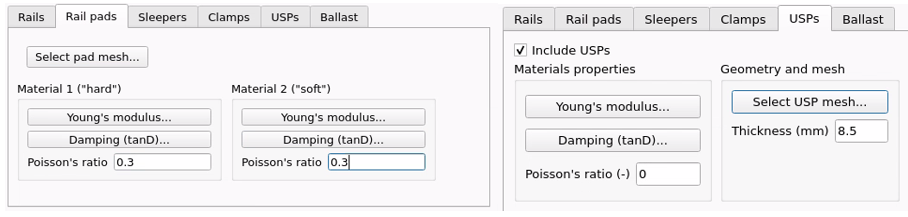 Rails Rail pads Sleepers Clamps USPs Ballast
Select pad mesh...
Material 1 ("hard") Material 2 ("soft")
Young's modulus... Young's modulus...
Damping (tanD)... Damping (tanD)...
Poisson's ratio 0.3 Poisson's ratio 0.3
Rails Rail pads Sleepers Clamps USPs Ballast
Include USPs
Materials properties Geometry and mesh
Young's modulus... Select USP mesh...
Damping (tanD)... Thickness (mm) 8.5
Poisson's ratio (-) 0